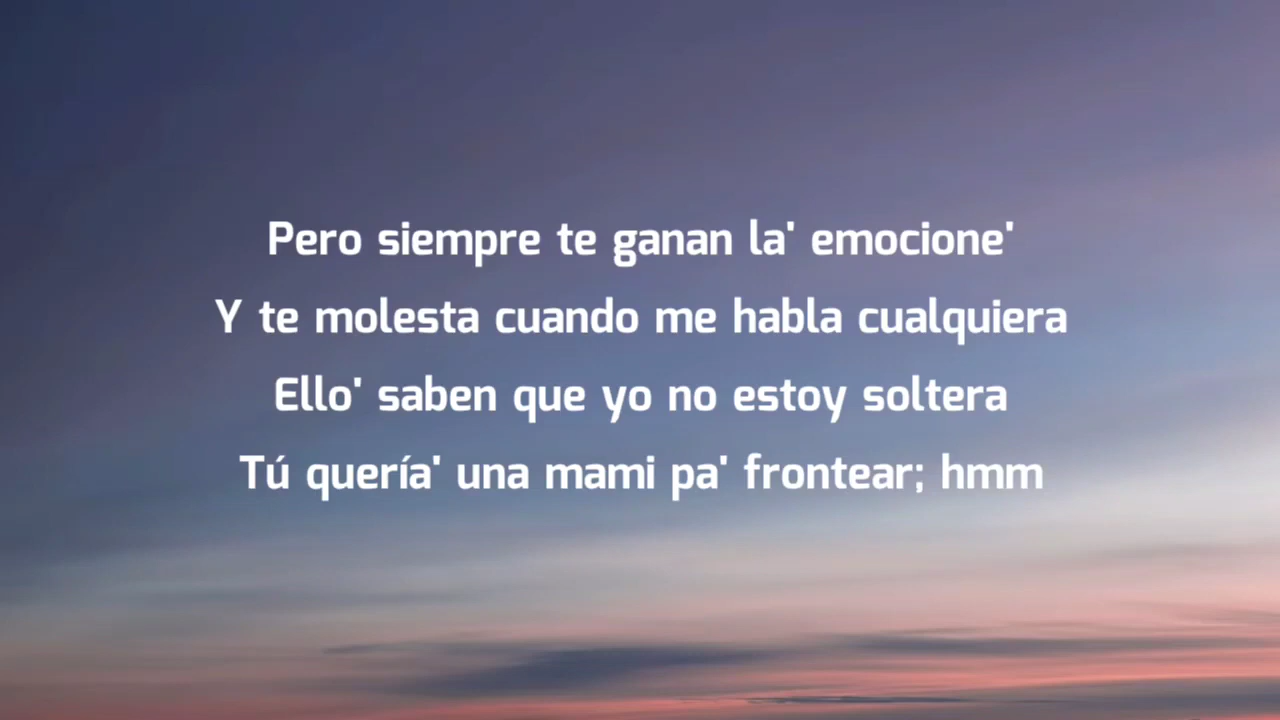 Pero siempre te ganan la' emocione'
Y te molesta cuando me habla cualquiera
Ello' saben que yo no estoy soltera
Tú quería' una mami pa' frontear; hmm